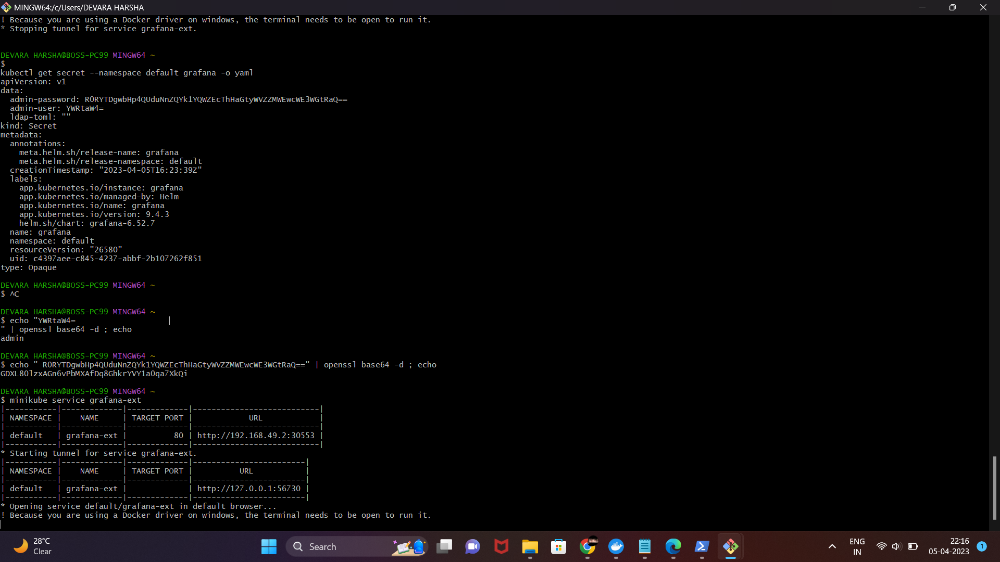 MINGW64:/c/Users/DEVARA HARSHA
! Because you are using a Docker driver on windows, the terminal needs to be open to run it.
* Stopping tunnel for service grafana-ext.
DEVARA HARSHA@BOSS-PC99 MINGW64 ~
$
kubectl get secret --namespace default grafana -o yaml
apiVersion: v1
data:
  admin-password: R0RYTDgwbHp4QUduNnZQYk1YQWZEcThHaGtyWVZZMWEwcWE3WGtRaQ==
  admin-user: YWRtaW4=
  ldap-toml: ""
kind: Secret
metadata:
  annotations:
    meta.helm.sh/release-name: grafana
    meta.helm.sh/release-namespace: default
  creationTimestamp: "2023-04-05T16:23:39Z"
  labels:
    app.kubernetes.io/instance: grafana
    app.kubernetes.io/managed-by: Helm
    app.kubernetes.io/name: grafana
    app.kubernetes.io/version: 9.4.3
    helm.sh/chart: grafana-6.52.7
  name: grafana
  namespace: default
  resourceVersion: "26580"
  uid: c4397aee-c845-4237-abbf-2b107262f851
type: Opaque
DEVARA HARSHA@BOSS-PC99 MINGW64 ~
$ ^C
DEVARA HARSHA@BOSS-PC99 MINGW64 ~
$ echo "YWRtaW4=
" | openssl base64 -d ; echo
admin
DEVARA HARSHA@BOSS-PC99 MINGW64 ~
$ echo " R0RYTDgwbHp4QUduNnZQYk1YQWZEcThHaGtyWVZZMWEwcWE3WGtRaQ==" | openssl base64 -d ; echo
GDXL80lzxAGn6vPbMXAfDq8GhkrYVY1a0qa7XkQi
DEVARA HARSHA@BOSS-PC99 MINGW64 ~
$ minikube service grafana-ext
|-----------|-------------|-------------|---------------------------|
| NAMESPACE |    NAME     | TARGET PORT |            URL            |
|-----------|-------------|-------------|---------------------------|
| default   | grafana-ext |          80 | http://192.168.49.2:30553 |
|-----------|-------------|-------------|---------------------------|
* Starting tunnel for service grafana-ext.
|-----------|-------------|-------------|------------------------|
| NAMESPACE |    NAME     | TARGET PORT |          URL           |
|-----------|-------------|-------------|------------------------|
| default   | grafana-ext |             | http://127.0.0.1:56730 |
|-----------|-------------|-------------|------------------------|
* Opening service default/grafana-ext in default browser...
! Because you are using a Docker driver on windows, the terminal needs to be open to run it.
28°C
Clear
Search
ENG
IN
22:16
05-04-2023
1